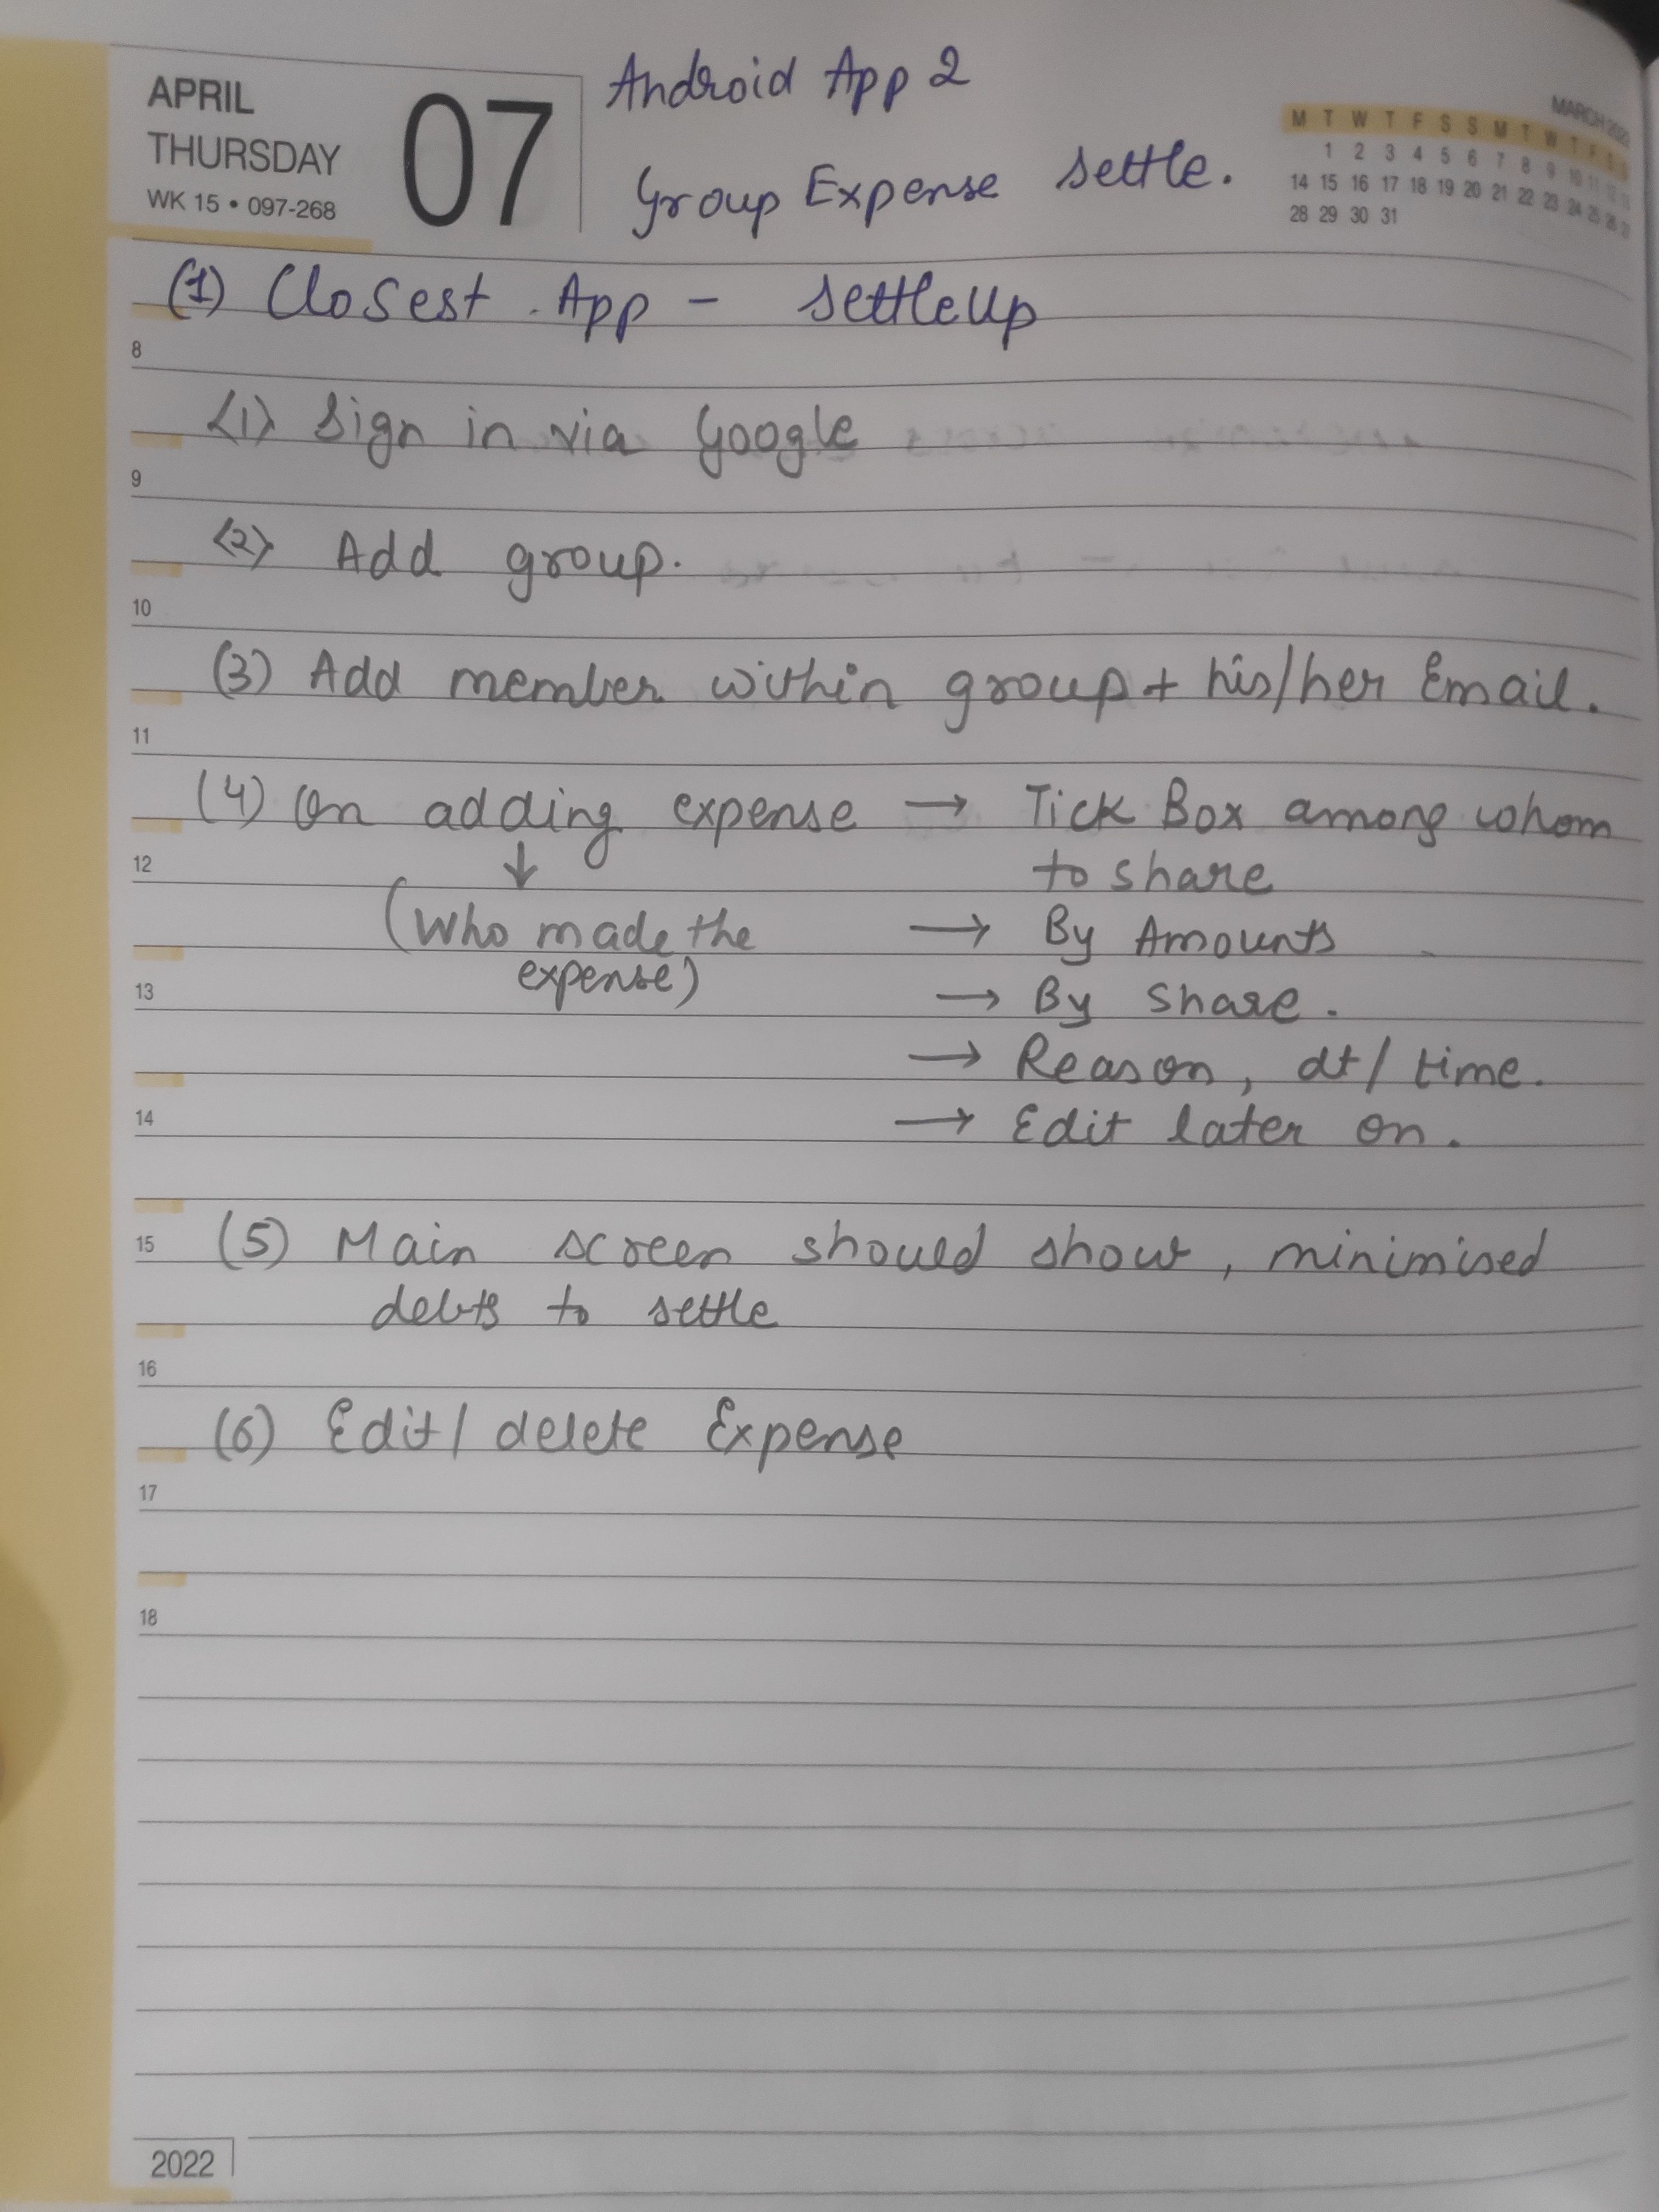 APRIL
THURSDAY
WK 15 • 097-268
07
Android App 2
Group Expense settle.
MARCH
M T W T F S S M T W T F S S
1 2 3 4 5 6 7 8 9 10 11 12 13
14 15 16 17 18 19 20 21 22 23 24 25 26 27
28 29 30 31
(1) Closest App - SettleUp
8
<1> Sign in via Google
9
<2> Add group.
10
(3) Add member within group + his/her Email.
11
(4) On adding expense → Tick Box among whom
12
↓ to share
(Who made the → By Amounts
expense)
13
→ By Share.
→ Reason, dt/time.
14
→ Edit later on.
15
(5) Main screen should show, minimised
debts to settle
16
(6) Edit/delete Expense
17
18
2022